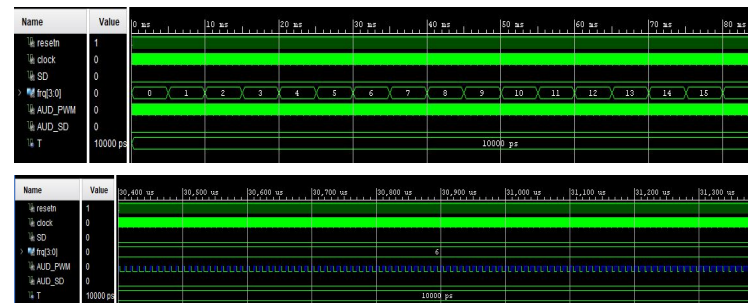 Name Value 0 ms 10 ms 20 ms 30 ms 40 ms 50 ms 60 ms 70 ms 80 ms
resetn 1
clock 0
SD 0
frq[3:0] 0 0 1 2 3 4 5 6 7 8 9 10 11 12 13 14 15
AUD_PWM 0
AUD_SD 0
T 10000 ps 10000 ps
Name Value 30,400 us 30,500 us 30,600 us 30,700 us 30,800 us 30,900 us 31,000 us 31,100 us 31,200 us 31,300 us
resetn 1
clock 0
SD 0
frq[3:0] 0 6
AUD_PWM 0
AUD_SD 0
T 10000 ps 10000 ps